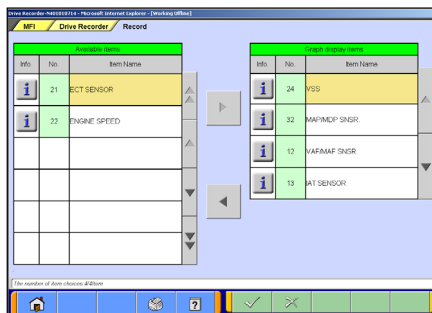 Drive Recorder-N401010714 - Microsoft Internet Explorer - [Working Offline]
MFI Drive Recorder Record
Available items
Info. No. Item Name
i 21 ECT SENSOR
i 22 ENGINE SPEED
Graph display items
Info. No. Item Name
i 24 VSS
i 32 MAP/MDP SNSR.
i 12 VAF/MAF SNSR.
i 13 IAT SENSOR
The number of item choices 4/4Item
?